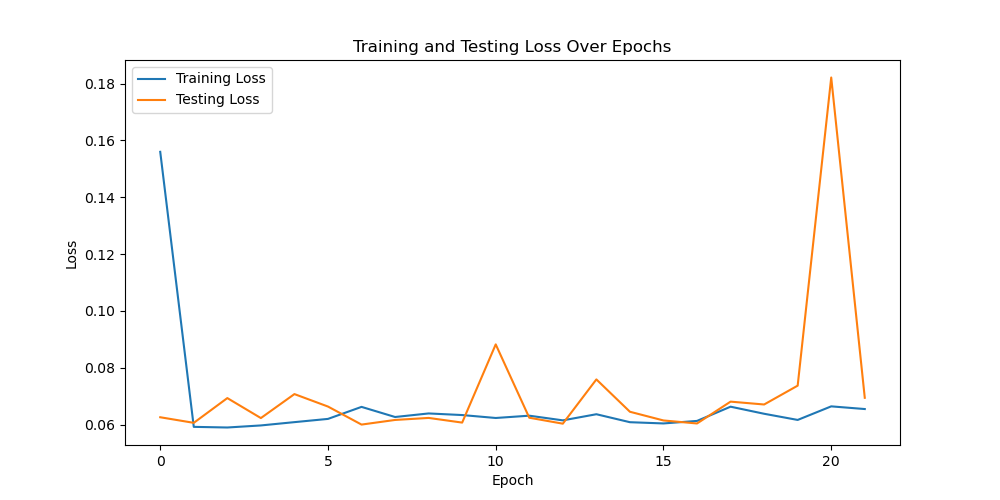 Training and Testing Loss Over Epochs
Training Loss
Testing Loss
0.18
0.16
0.14
0.12
0.10
0.08
0.06
Loss
0 5 10 15 20
Epoch